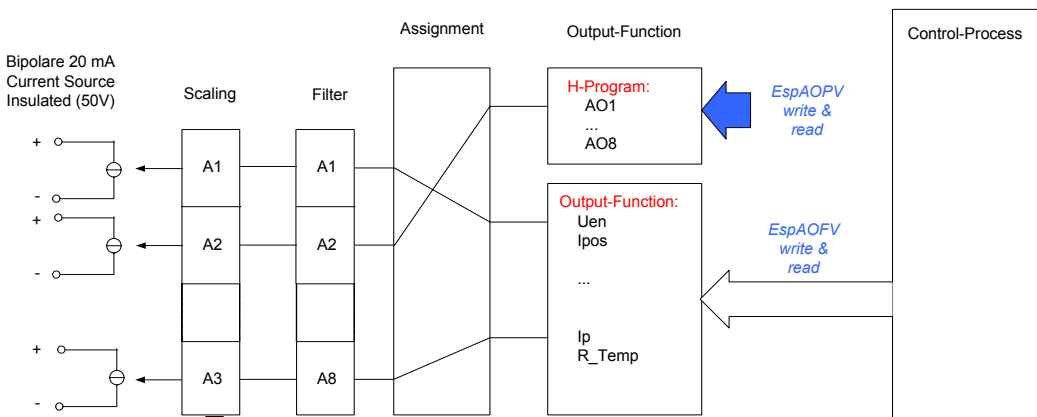 Assignment
Output-Function
Control-Process
Bipolare 20 mA
Current Source
Insulated (50V)
Scaling
Filter
H-Program:
AO1
...
AO8
EspAOPV
write &
read
+
-
A1
A1
Output-Function:
Uen
Ipos
...
Ip
R_Temp
EspAOFV
write &
read
+
-
A2
A2
+
-
A3
A8